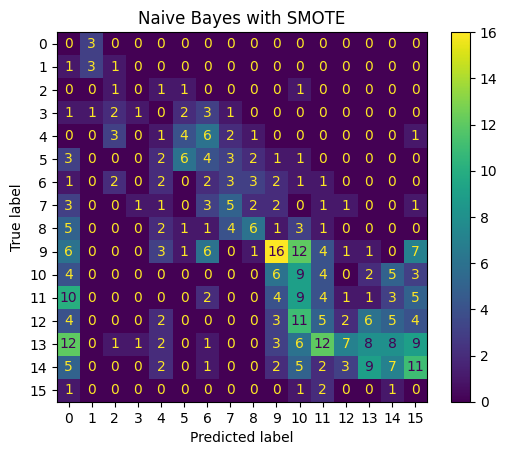 Naive Bayes with SMOTE
0 0 3 0 0 0 0 0 0 0 0 0 0 0 0 0 0
1 1 3 1 0 0 0 0 0 0 0 0 0 0 0 0 0
2 0 0 1 0 1 1 0 0 0 0 1 0 0 0 0 0
3 1 1 2 1 0 2 3 1 0 0 0 0 0 0 0 0
4 0 0 3 0 1 4 6 2 1 0 0 0 0 0 0 1
5 3 0 0 0 2 6 4 3 2 1 1 0 0 0 0 0
6 1 0 2 0 2 0 2 3 3 2 1 1 0 0 0 0
7 3 0 0 1 1 0 3 5 2 2 0 1 1 0 0 1
8 5 0 0 0 2 1 1 4 6 1 3 1 0 0 0 0
9 6 0 0 0 3 1 6 0 1 16 12 4 1 1 0 7
10 4 0 0 0 0 0 0 0 0 6 9 4 0 2 5 3
11 10 0 0 0 0 0 2 0 0 4 9 4 1 1 3 5
12 4 0 0 0 2 0 0 0 0 3 11 5 2 6 5 4
13 12 0 1 1 2 0 1 0 0 3 6 12 7 8 8 9
14 5 0 0 0 2 0 1 0 0 2 5 2 3 9 7 11
15 1 0 0 0 0 0 0 0 0 0 1 2 0 0 1 0
0 1 2 3 4 5 6 7 8 9 10 11 12 13 14 15
Predicted label
True label
16
14
12
10
8
6
4
2
0